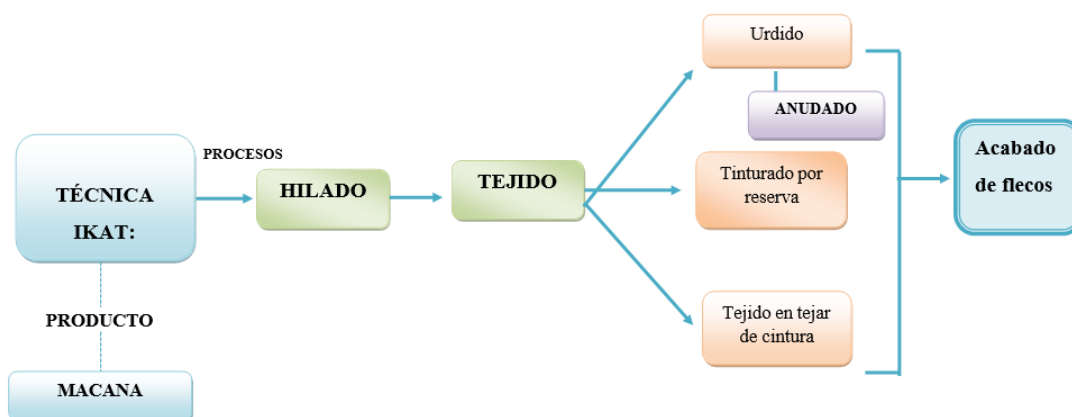 TÉCNICA
IKAT:
PRODUCTO
MACANA
PROCESOS
HILADO
TEJIDO
Urdido
ANUDADO
Tinturado por
reserva
Tejido en tejar
de cintura
Acabado
de flecos